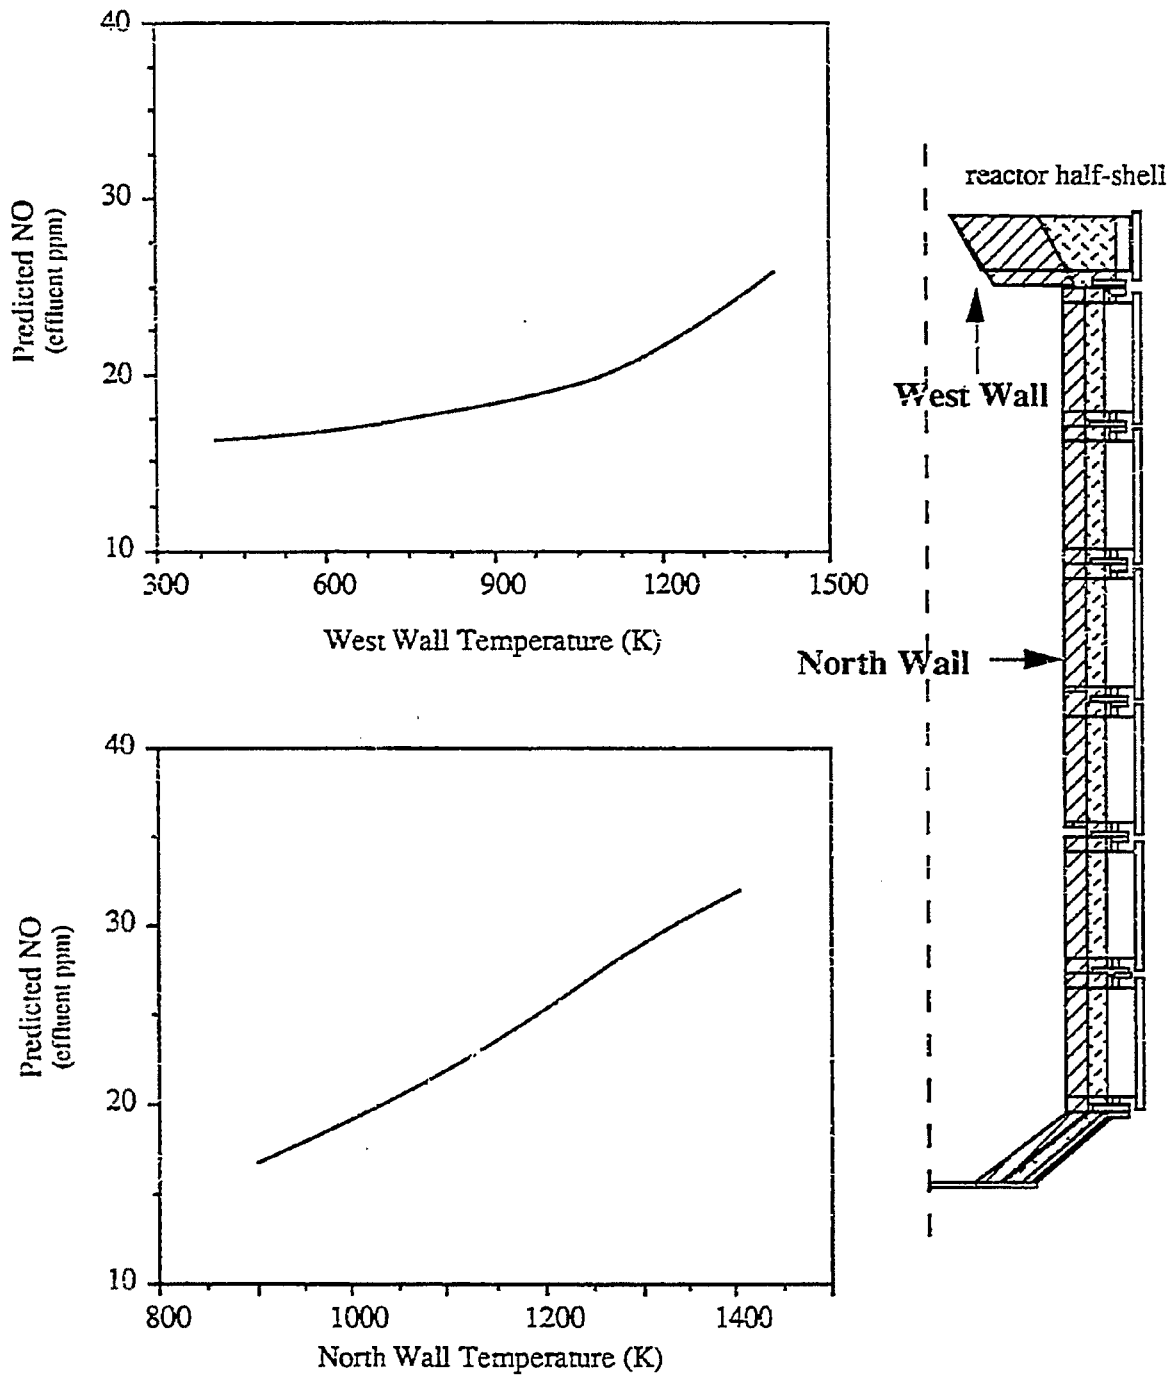 40
30
20
10
Predicted NO
(effluent ppm)
300 600 900 1200 1500
West Wall Temperature (K)
reactor half-shell
West Wall
North Wall
40
30
20
10
Predicted NO
(effluent ppm)
800 1000 1200 1400
North Wall Temperature (K)